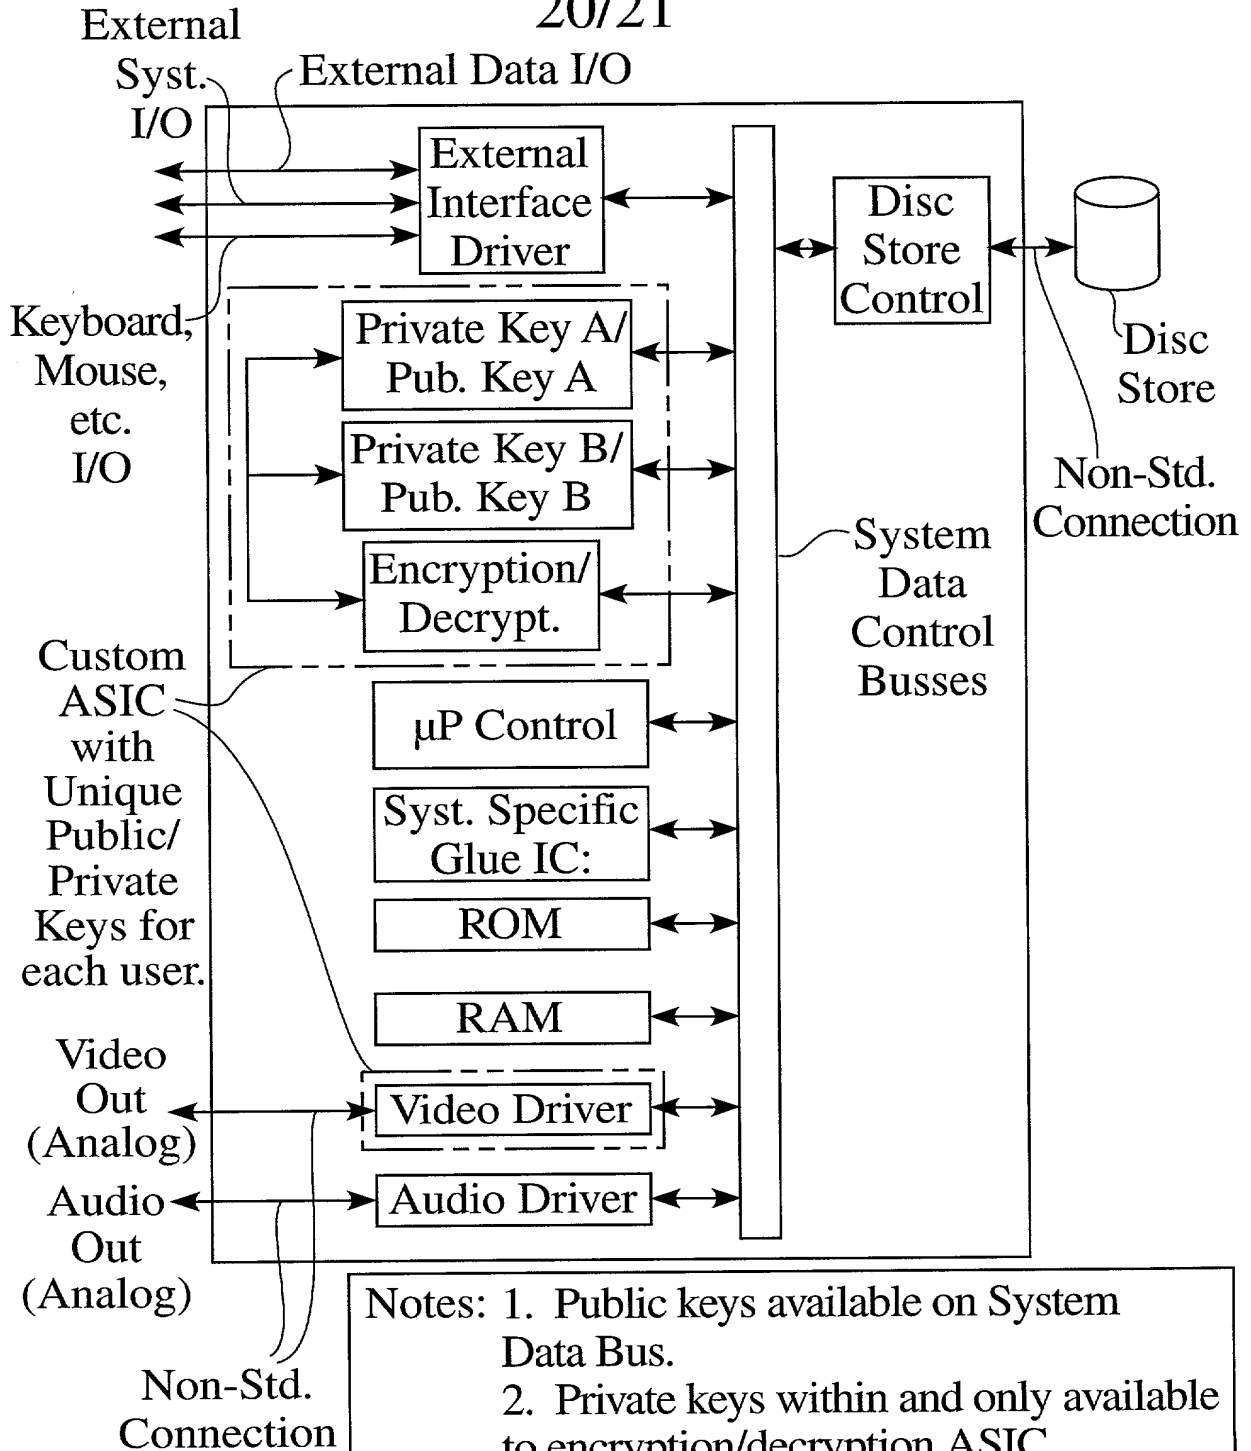 20/21
External
Syst.
I/O
External Data I/O
External
Interface
Driver
Disc
Store
Control
Disc
Store
Keyboard,
Mouse,
etc.
I/O
Private Key A/
Pub. Key A
Private Key B/
Pub. Key B
Encryption/
Decrypt.
Non-Std.
Connection
System
Data
Control
Busses
Custom
ASIC
with
Unique
Public/
Private
Keys for
each user.
µP Control
Syst. Specific
Glue IC:
ROM
RAM
Video
Out
(Analog)
Video Driver
Audio
Out
(Analog)
Audio Driver
Non-Std.
Connection
Notes: 1. Public keys available on System
Data Bus.
2. Private keys within and only available
to encryption/decryption ASIC